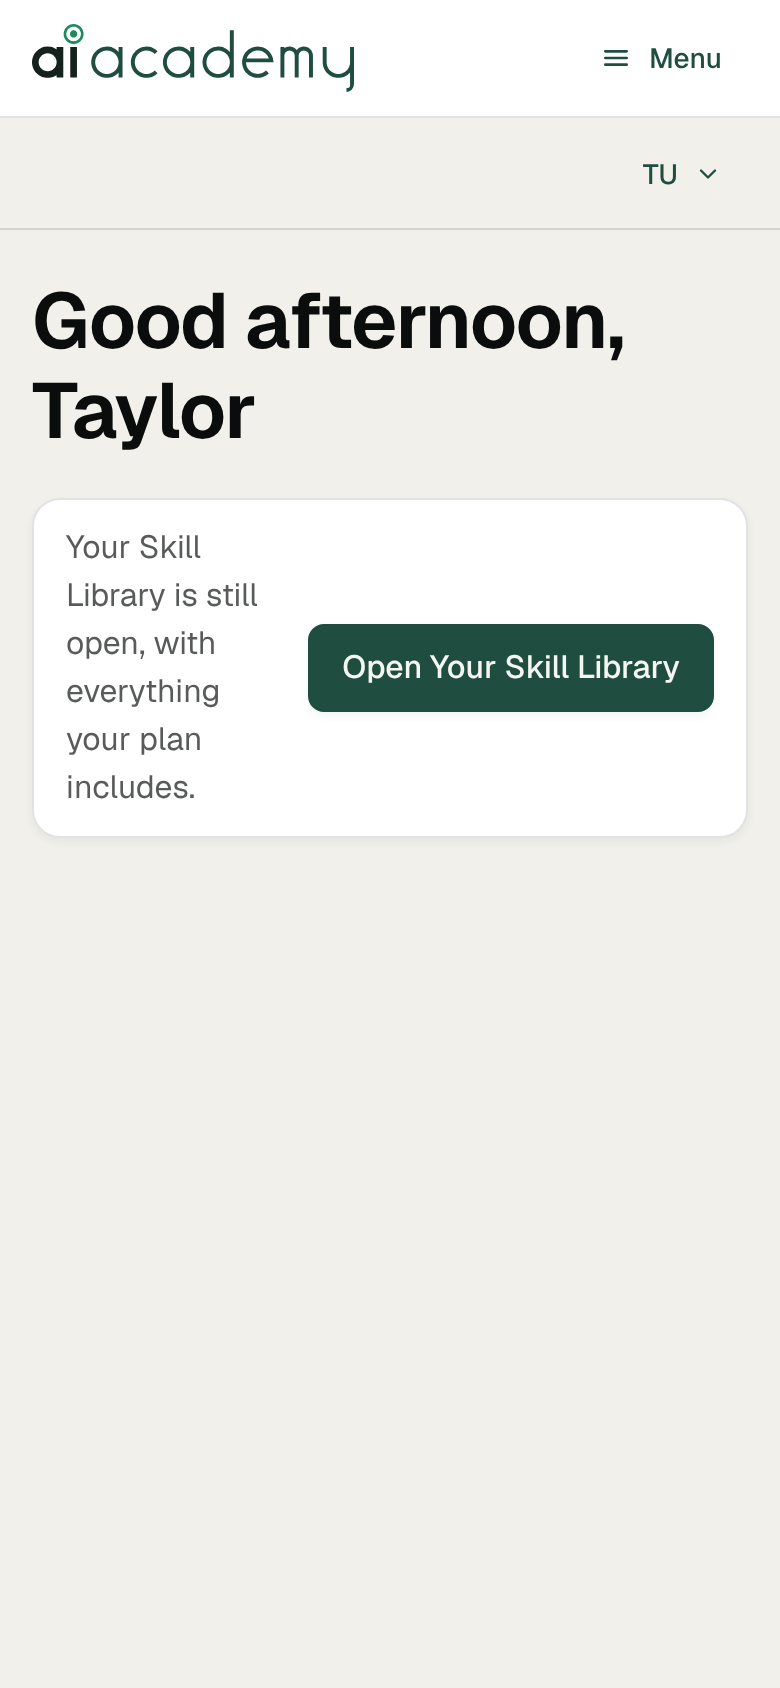 ai academy
Menu
TU
Good afternoon,
Taylor
Your Skill
Library is still
open, with
everything
your plan
includes.
Open Your Skill Library